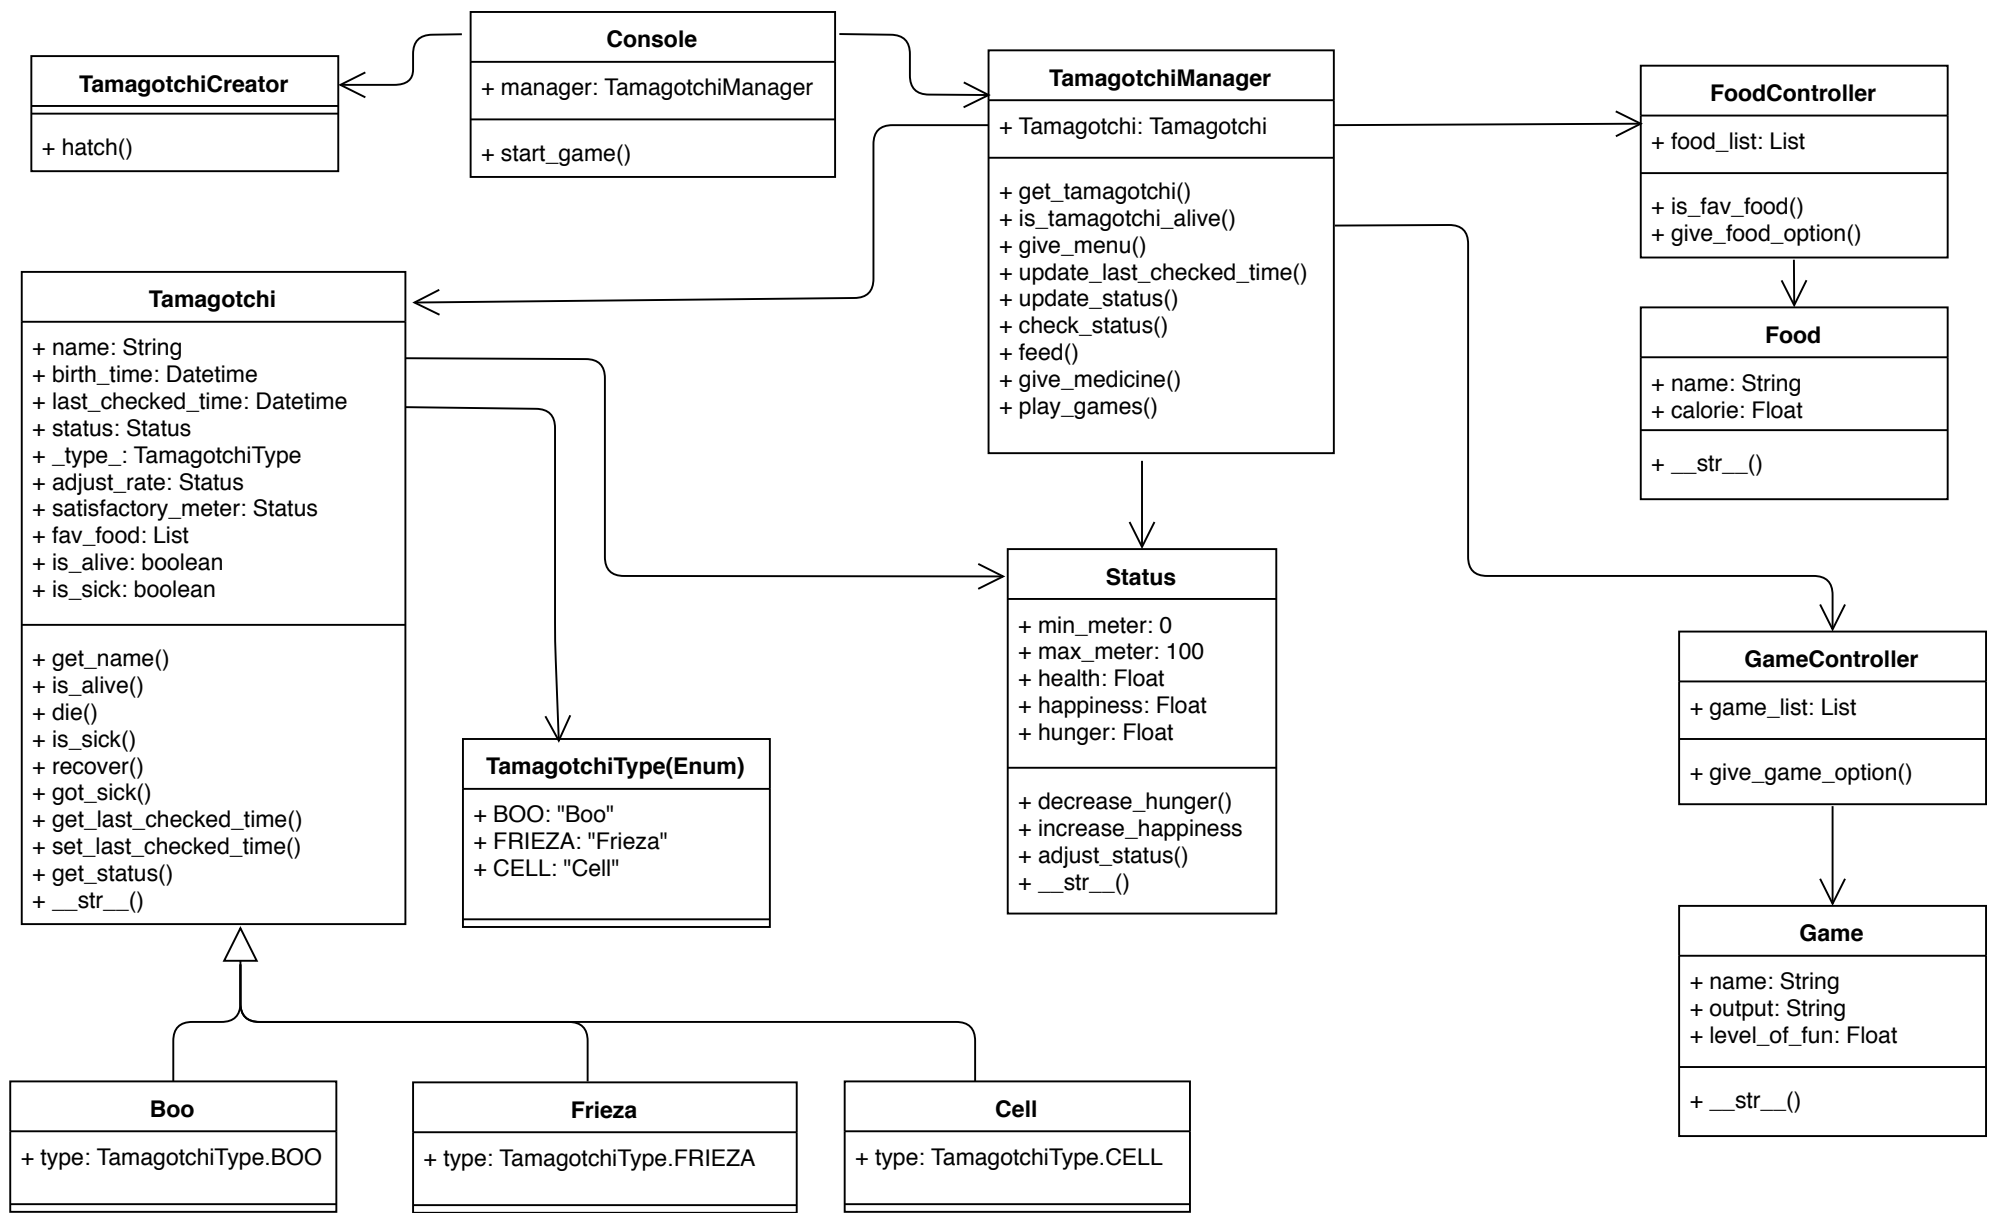 TamagotchiCreator
+ hatch()
Console
+ manager: TamagotchiManager
+ start_game()
TamagotchiManager
+ Tamagotchi: Tamagotchi
+ get_tamagotchi()
+ is_tamagotchi_alive()
+ give_menu()
+ update_last_checked_time()
+ update_status()
+ check_status()
+ feed()
+ give_medicine()
+ play_games()
FoodController
+ food_list: List
+ is_fav_food()
+ give_food_option()
Food
+ name: String
+ calorie: Float
+ __str__()
Tamagotchi
+ name: String
+ birth_time: Datetime
+ last_checked_time: Datetime
+ status: Status
+ _type_: TamagotchiType
+ adjust_rate: Status
+ satisfactory_meter: Status
+ fav_food: List
+ is_alive: boolean
+ is_sick: boolean
+ get_name()
+ is_alive()
+ die()
+ is_sick()
+ recover()
+ got_sick()
+ get_last_checked_time()
+ set_last_checked_time()
+ get_status()
+ __str__()
TamagotchiType(Enum)
+ BOO: "Boo"
+ FRIEZA: "Frieza"
+ CELL: "Cell"
Status
+ min_meter: 0
+ max_meter: 100
+ health: Float
+ happiness: Float
+ hunger: Float
+ decrease_hunger()
+ increase_happiness
+ adjust_status()
+ __str__()
GameController
+ game_list: List
+ give_game_option()
Game
+ name: String
+ output: String
+ level_of_fun: Float
+ __str__()
Boo
+ type: TamagotchiType.BOO
Frieza
+ type: TamagotchiType.FRIEZA
Cell
+ type: TamagotchiType.CELL